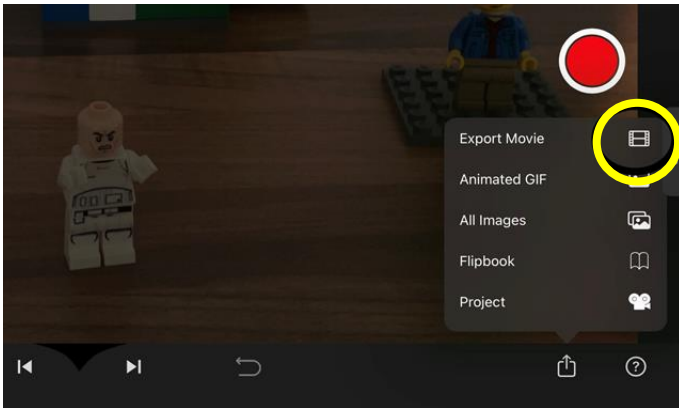 Export Movie
Animated GIF
All Images
Flipbook
Project
?